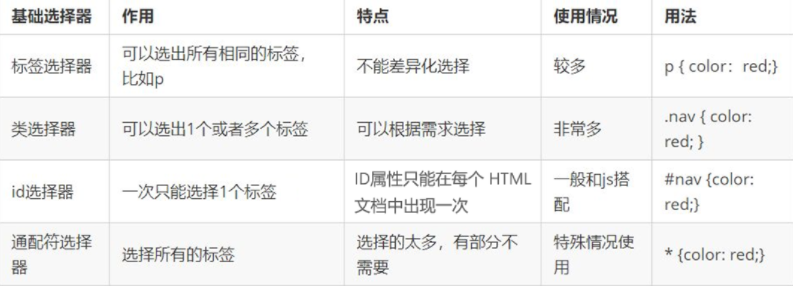 基础选择器 作用 特点 使用情况 用法
标签选择器 可以选出所有相同的标签，
比如p 不能差异化选择 较多 p { color：red;}
类选择器 可以选出1个或者多个标签 可以根据需求选择 非常多 .nav { color:
red; }
id选择器 一次只能选择1个标签 ID属性只能在每个 HTML
文档中出现一次 一般和js搭
配 #nav {color:
red;}
通配符选择
器 选择所有的标签 选择的太多，有部分不
需要 特殊情况使
用 * {color: red;}